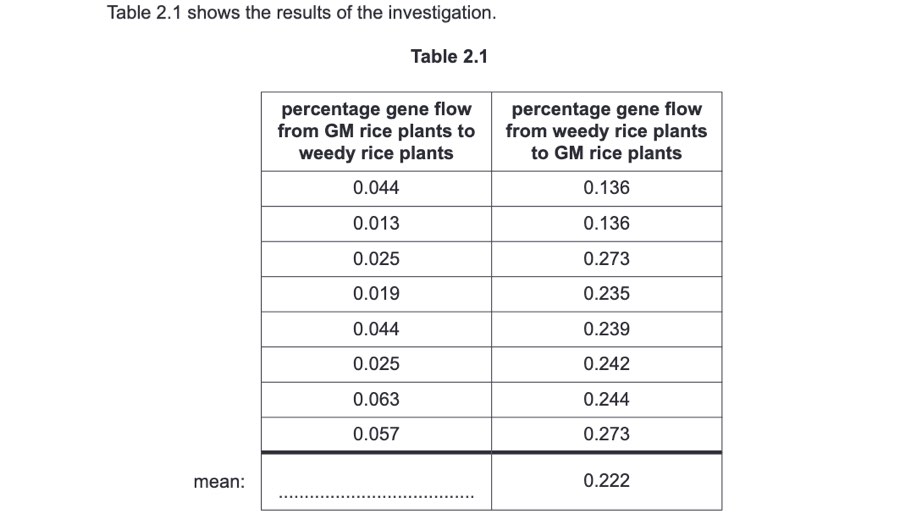 Table 2.1 shows the results of the investigation.
Table 2.1
percentage gene flow
from GM rice plants to
weedy rice plants
percentage gene flow
from weedy rice plants
to GM rice plants
0.044 0.136
0.013 0.136
0.025 0.273
0.019 0.235
0.044 0.239
0.025 0.242
0.063 0.244
0.057 0.273
mean: ...................................... 0.222